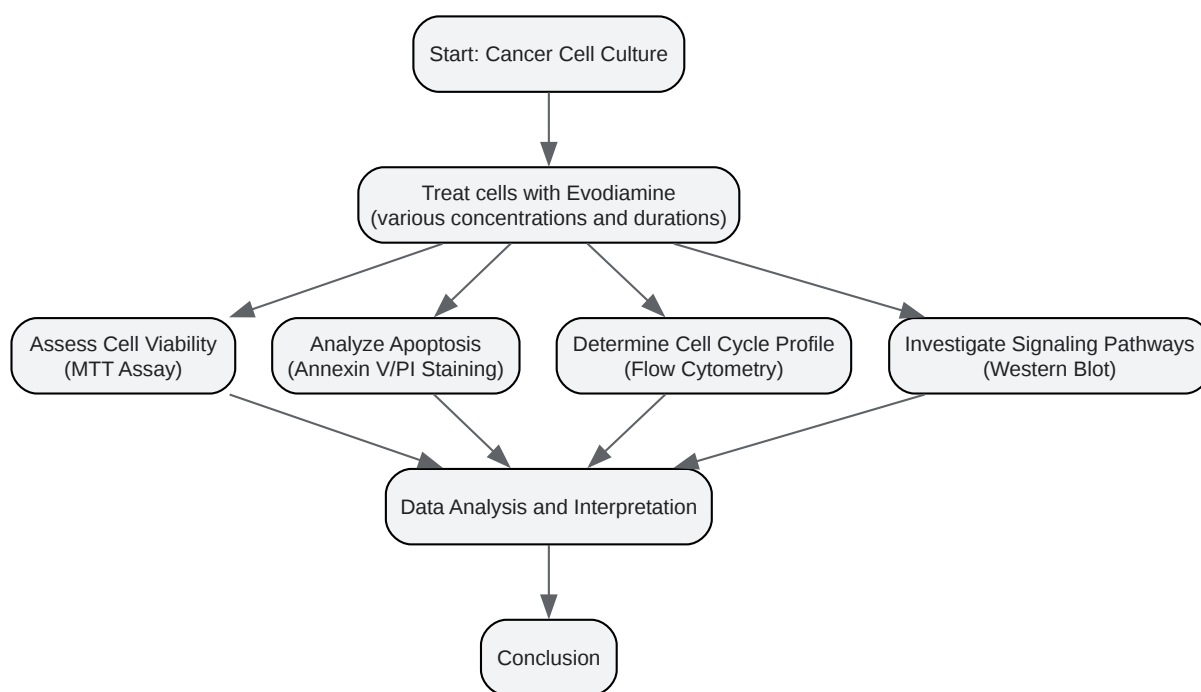 Start: Cancer Cell Culture
Treat cells with Evodiamine
(various concentrations and durations)
Assess Cell Viability
(MTT Assay)
Analyze Apoptosis
(Annexin V/PI Staining)
Determine Cell Cycle Profile
(Flow Cytometry)
Investigate Signaling Pathways
(Western Blot)
Data Analysis and Interpretation
Conclusion